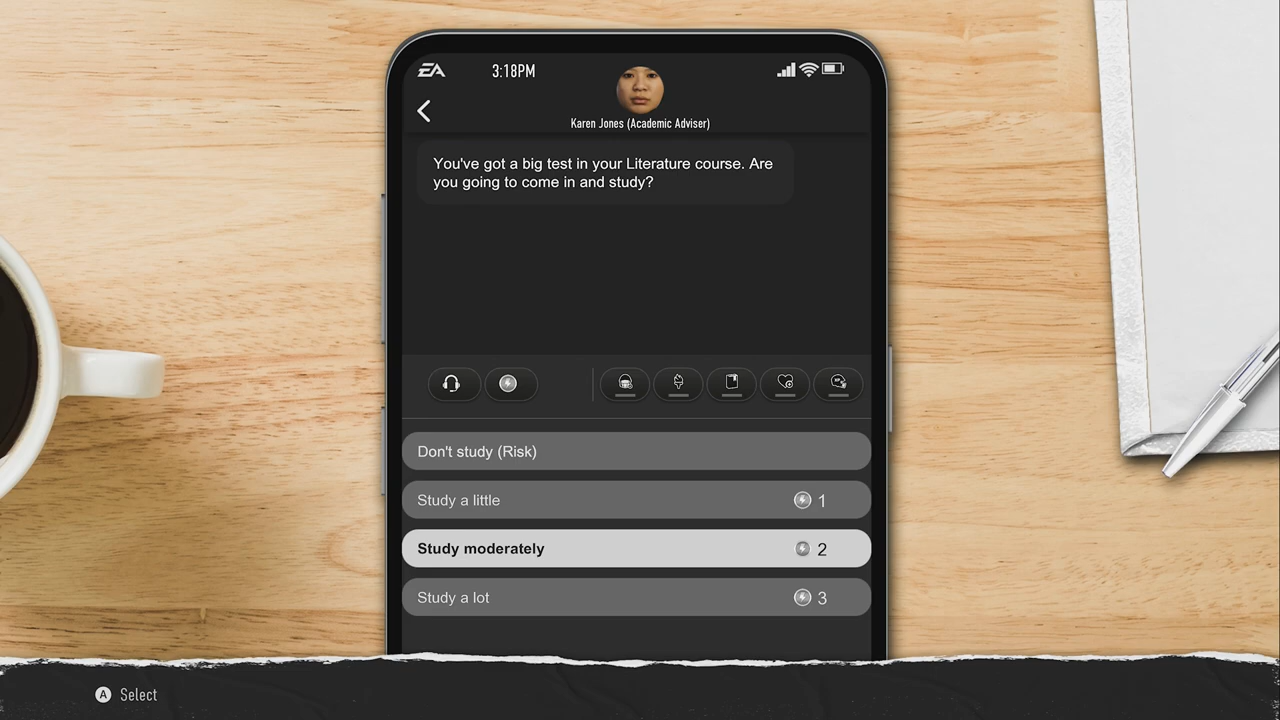 EA
3:18PM
Karen Jones (Academic Adviser)
You've got a big test in your Literature course. Are
you going to come in and study?
Don't study (Risk)
Study a little 1
Study moderately 2
Study a lot 3
A Select